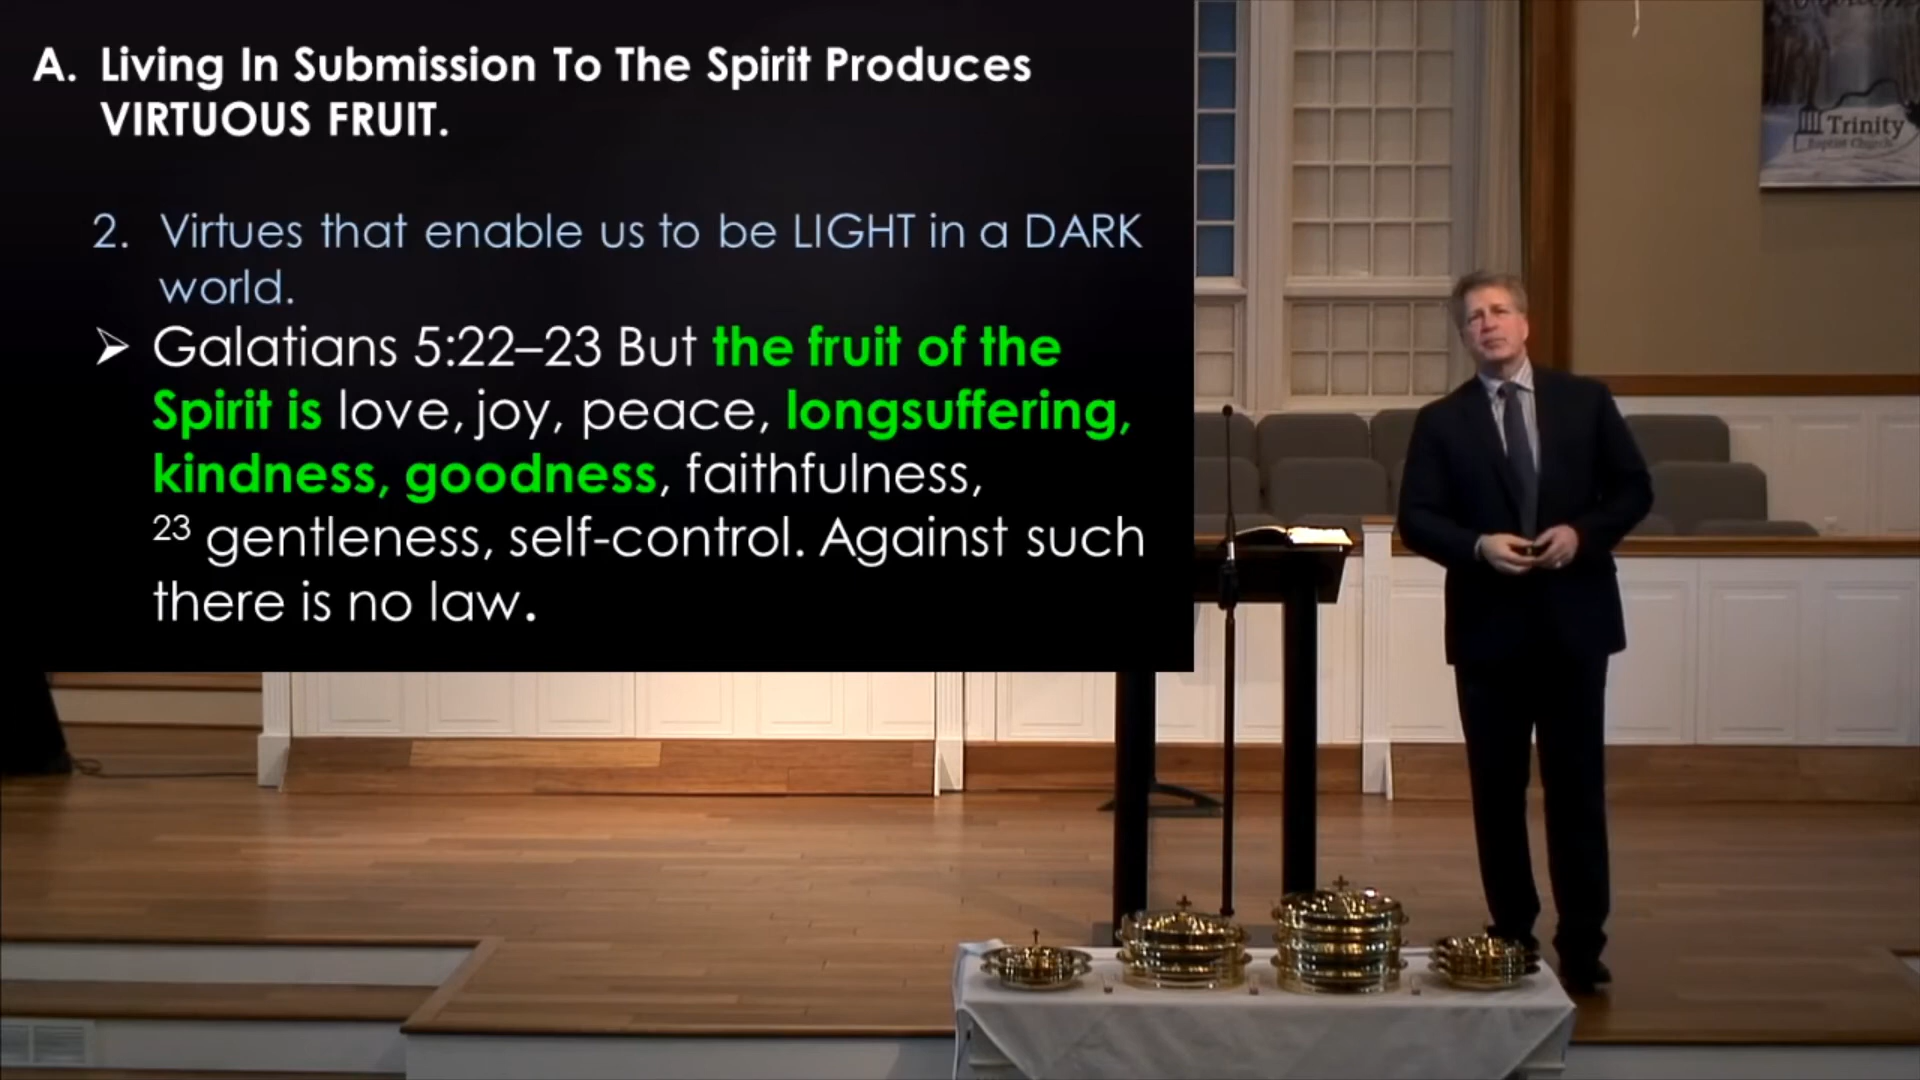 A. Living In Submission To The Spirit Produces
VIRTUOUS FRUIT.
2. Virtues that enable us to be LIGHT in a DARK
world.
➢ Galatians 5:22–23 But the fruit of the
Spirit is love, joy, peace, longsuffering,
kindness, goodness, faithfulness,
23 gentleness, self-control. Against such
there is no law.
Trinity
Baptist Church